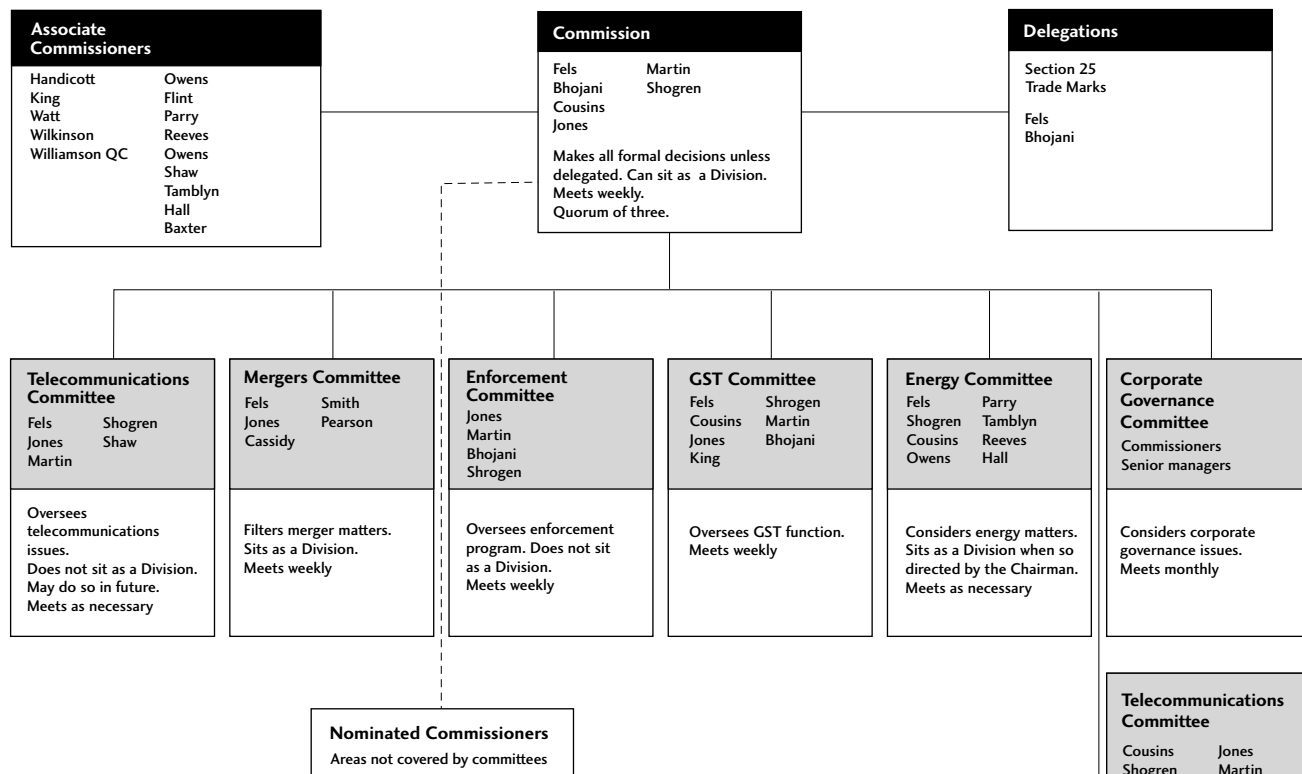 Associate
Commissioners
Handicott
King
Watt
Wilkinson
Williamson QC
Owens
Flint
Parry
Reeves
Owens
Shaw
Tamblyn
Hall
Baxter
Commission
Fels
Bhojani
Cousins
Jones
Martin
Shogren
Makes all formal decisions unless
delegated. Can sit as a Division.
Meets weekly.
Quorum of three.
Delegations
Section 25
Trade Marks
Fels
Bhojani
Telecommunications
Committee
Fels
Jones
Martin
Shogren
Shaw
Oversees
telecommunications
issues.
Does not sit as a Division.
May do so in future.
Meets as necessary
Mergers Committee
Fels
Jones
Cassidy
Smith
Pearson
Filters merger matters.
Sits as a Division.
Meets weekly
Enforcement
Committee
Jones
Martin
Bhojani
Shrogen
Oversees enforcement
program. Does not sit
as a Division.
Meets weekly
GST Committee
Fels
Cousins
Jones
King
Shrogen
Martin
Bhojani
Oversees GST function.
Meets weekly
Energy Committee
Fels
Shogren
Cousins
Owens
Parry
Tamblyn
Reeves
Hall
Considers energy matters.
Sits as a Division when so
directed by the Chairman.
Meets as necessary
Corporate
Governance
Committee
Commissioners
Senior managers
Considers corporate
governance issues.
Meets monthly
Nominated Commissioners
Areas not covered by committees
Telecommunications
Committee
Cousins
Shogren
Jones
Martin